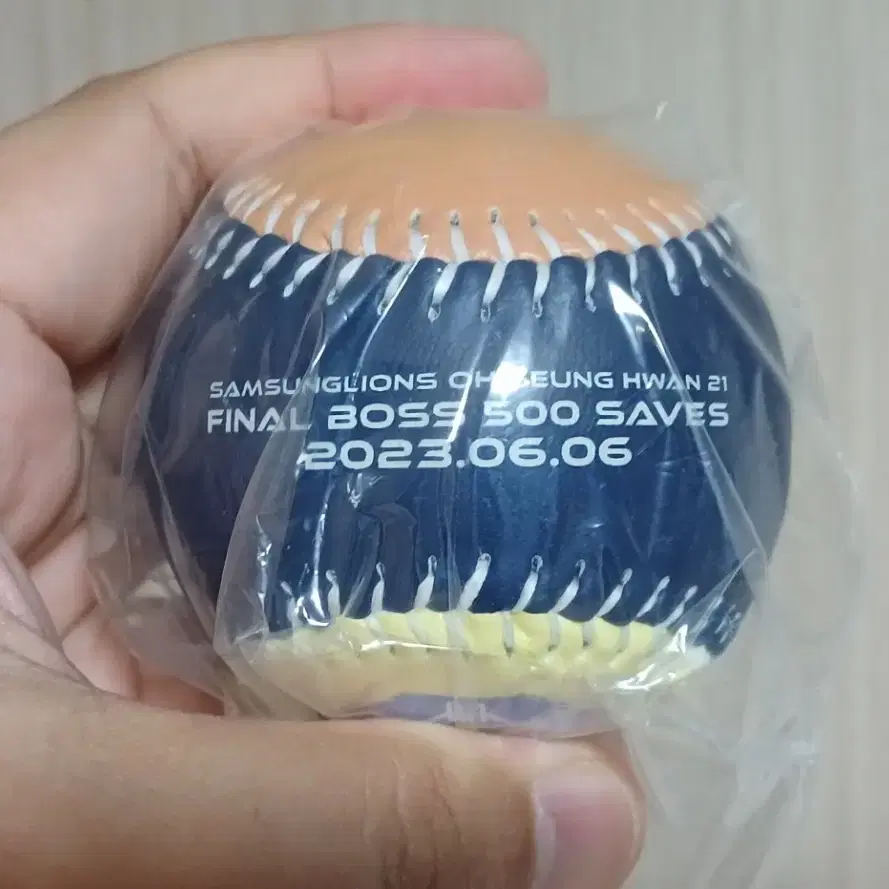 SAMSUNGLIONS OH SEUNG HWAN 21
FINAL BOSS 500 SAVES
2023.06.06